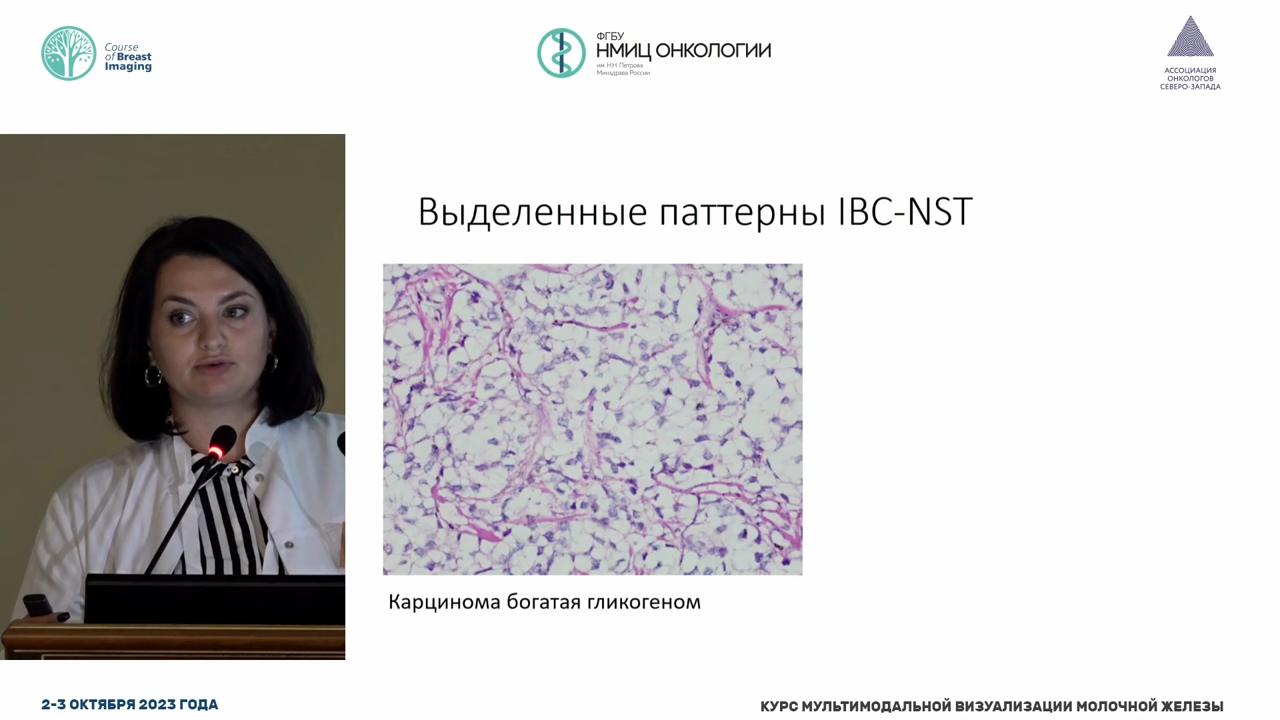 Course
of Breast
Imaging
ФГБУ
НМИЦ ОНКОЛОГИИ
им. Н.Н. Петрова
Минздрава России
АССОЦИАЦИЯ
ОНКОЛОГОВ
СЕВЕРО-ЗАПАДА
Выделенные паттерны IBC-NST
Карцинома богатая гликогеном
2-3 ОКТЯБРЯ 2023 ГОДА
КУРС МУЛЬТИМОДАЛЬНОЙ ВИЗУАЛИЗАЦИИ МОЛОЧНОЙ ЖЕЛЕЗЫ